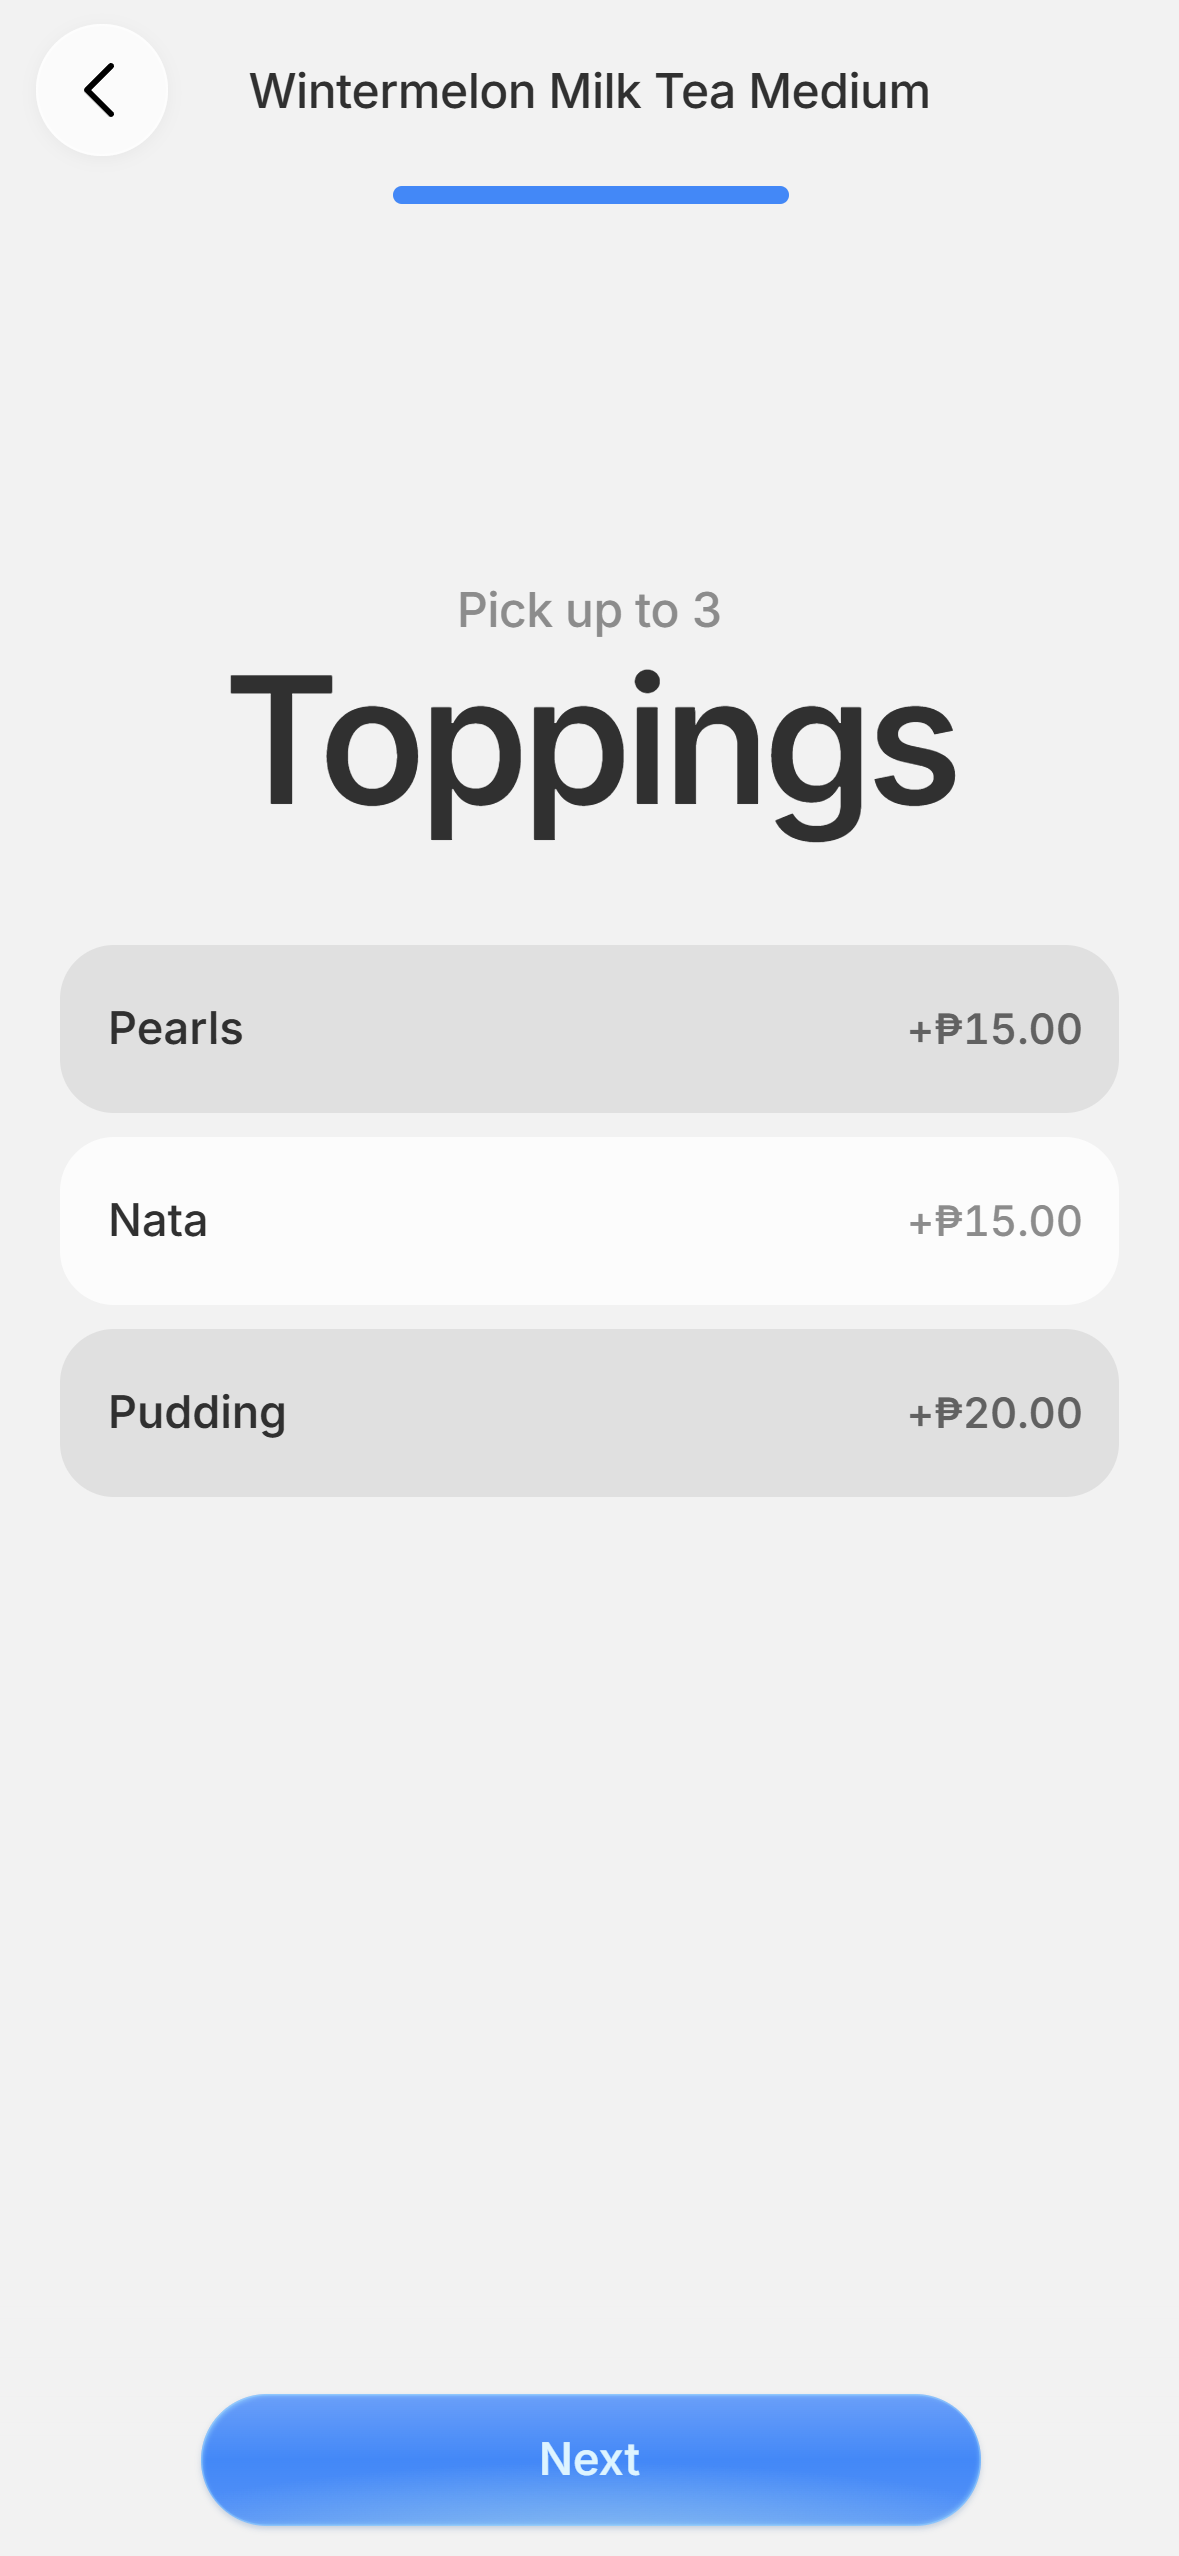 Wintermelon Milk Tea Medium
Pick up to 3
Toppings
Pearls +₱15.00
Nata +₱15.00
Pudding +₱20.00
Next